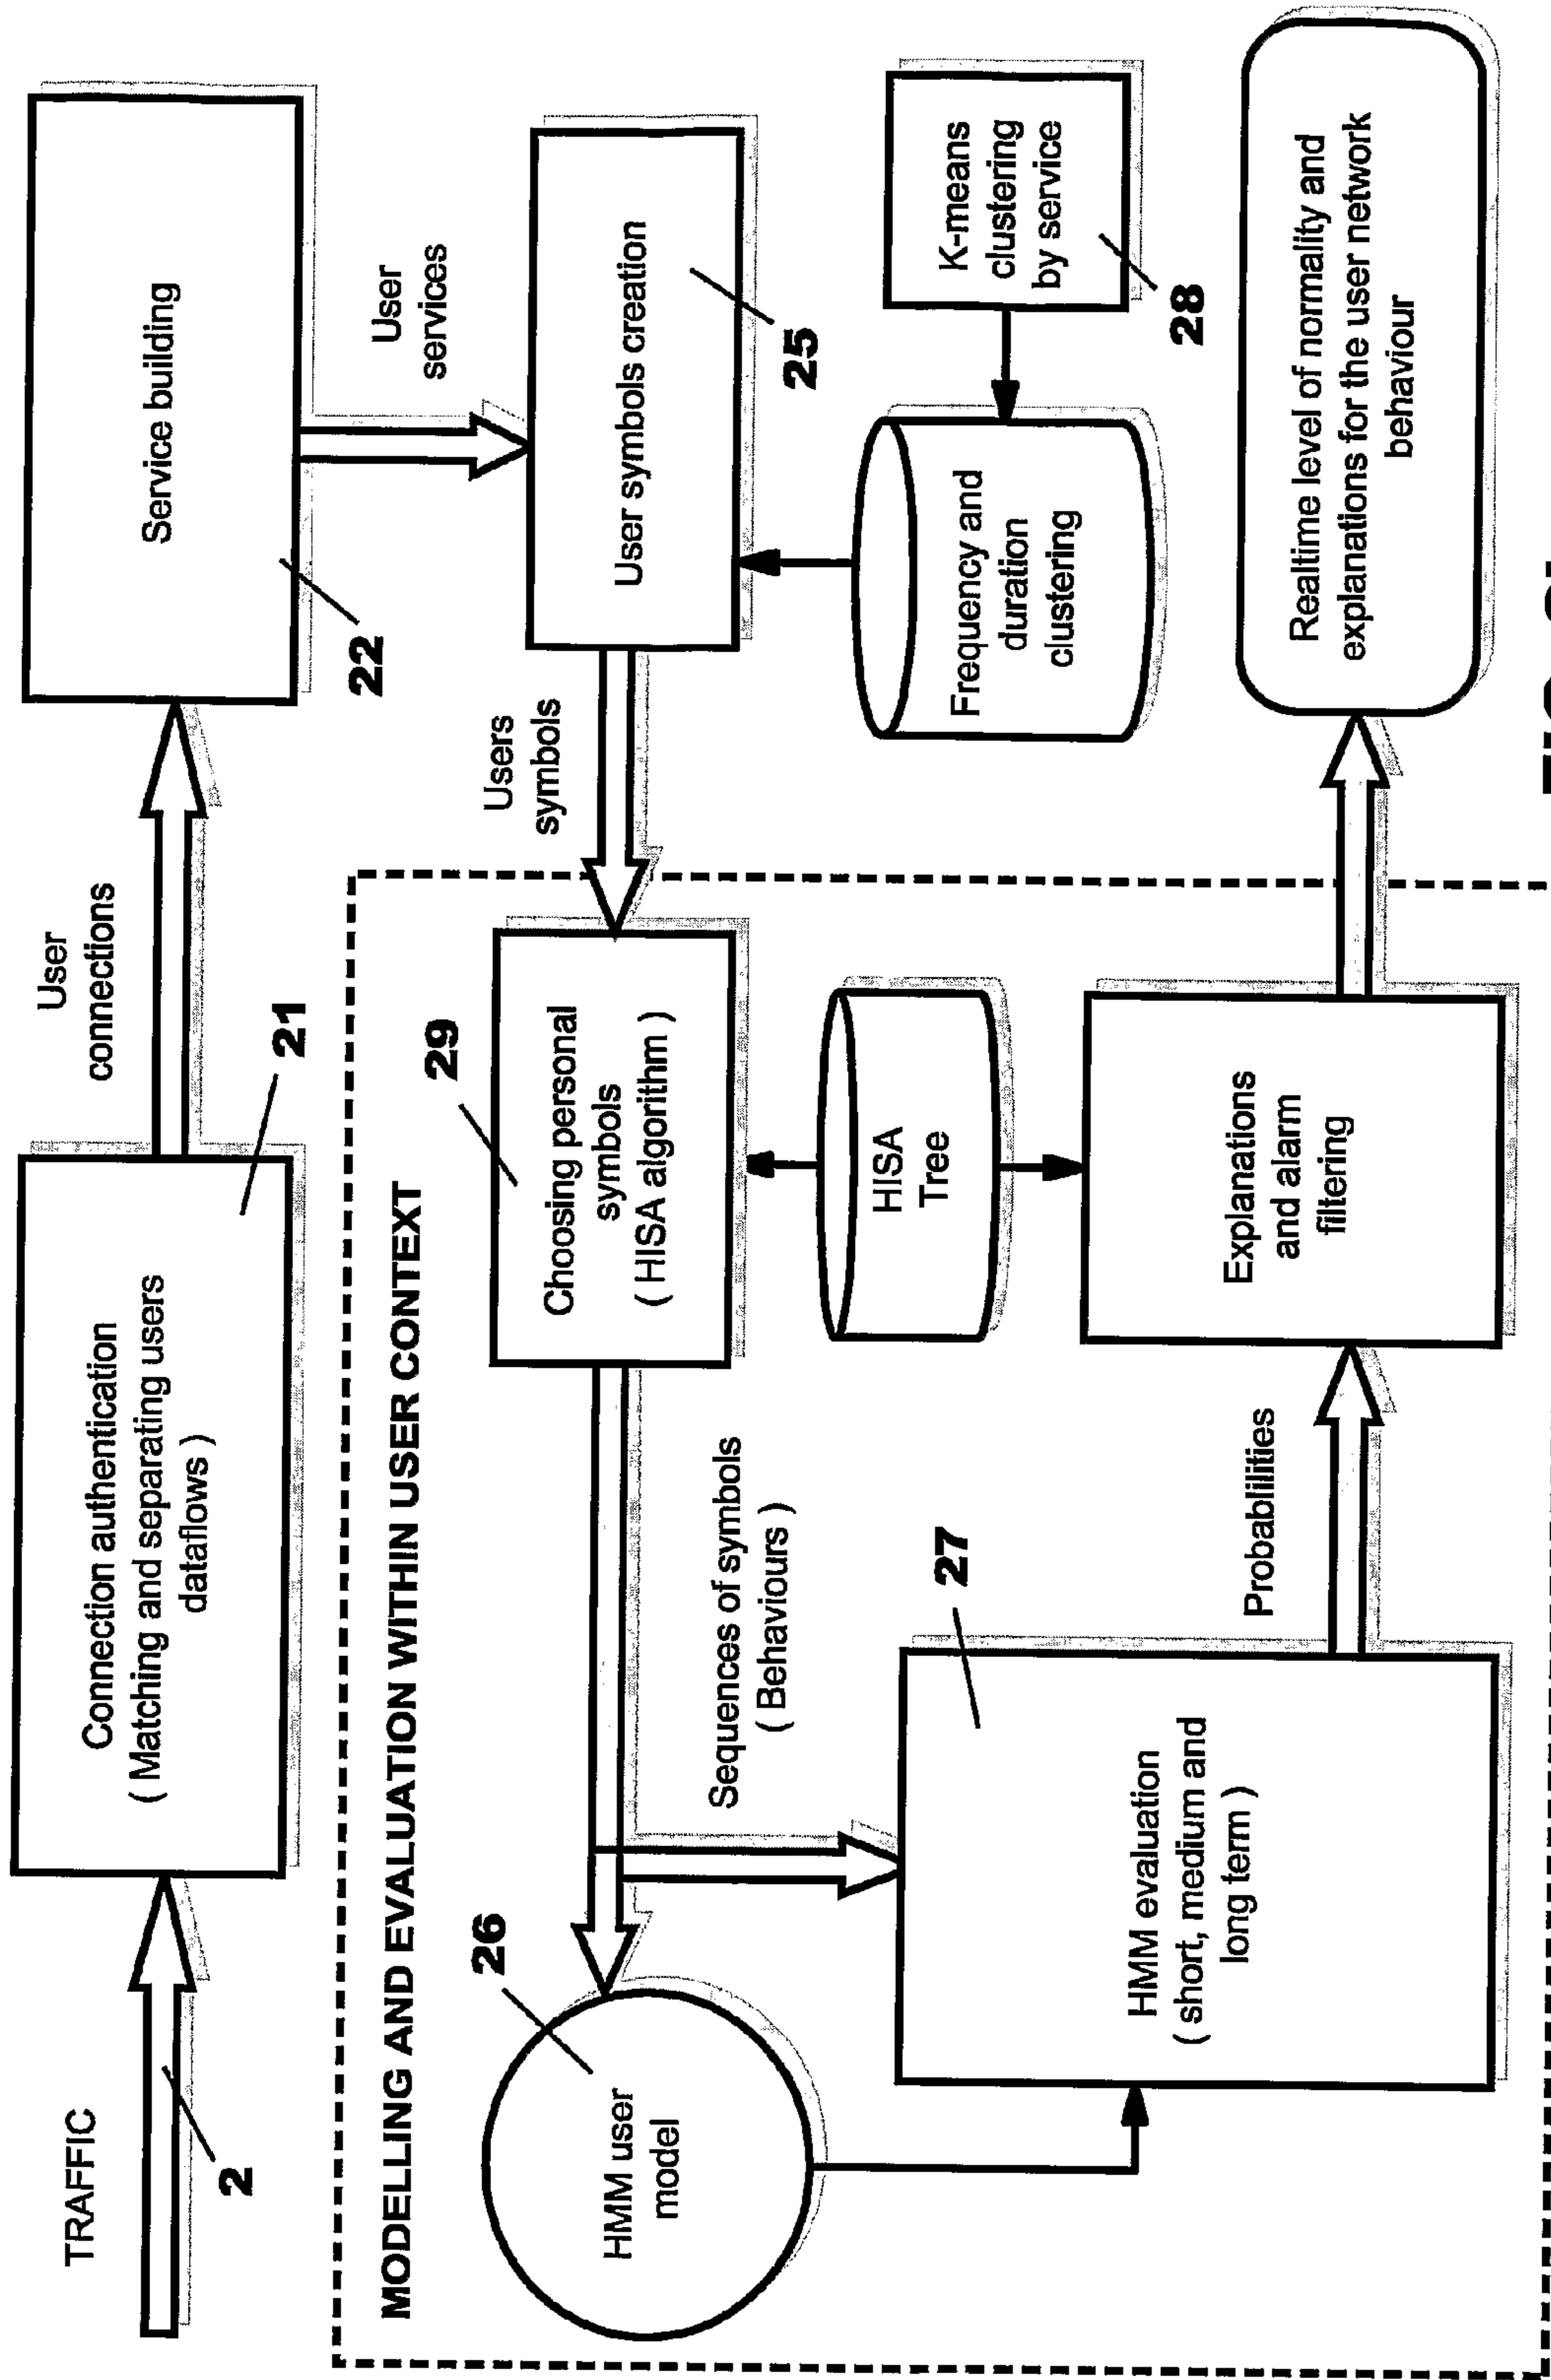 TRAFFIC
2
Connection authentication
( Matching and separating users
dataflows )
21
User
connections
Service building
22
User
services
MODELLING AND EVALUATION WITHIN USER CONTEXT
HMM user
model
26
Sequences of symbols
( Behaviours )
29
Choosing personal
symbols
( HISA algorithm )
Users
symbols
User symbols creation
25
HISA
Tree
Frequency and
duration
clustering
K-means
clustering
by service
28
HMM evaluation
( short, medium and
long term )
27
Probablilities
Explanations
and alarm
filtering
Realtime level of normality and
explanations for the user network
behaviour